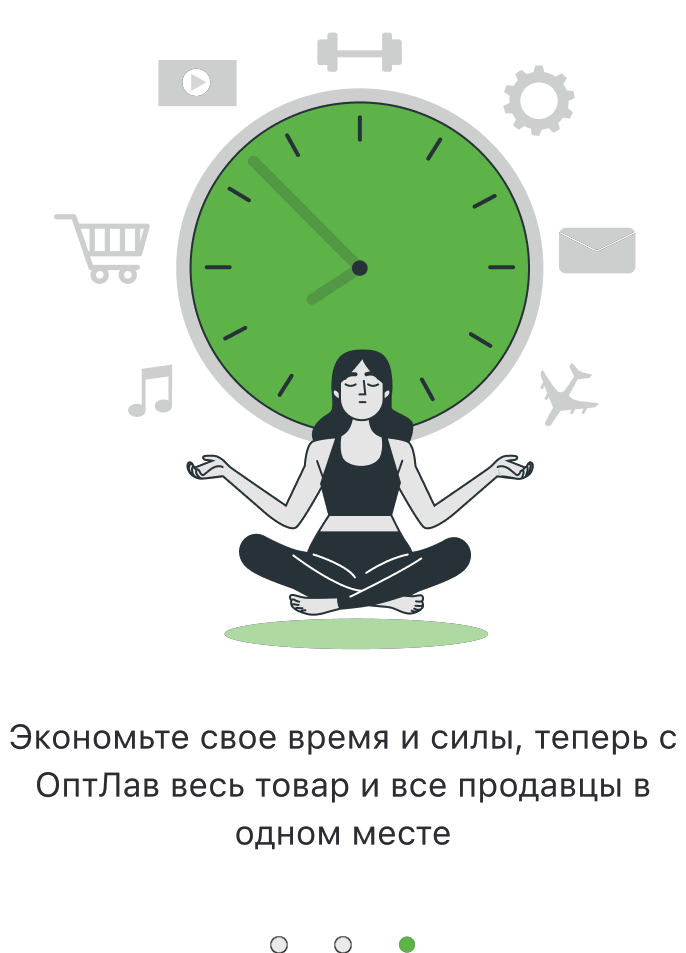 Экономьте свое время и силы, теперь с
ОптЛав весь товар и все продавцы в
одном месте